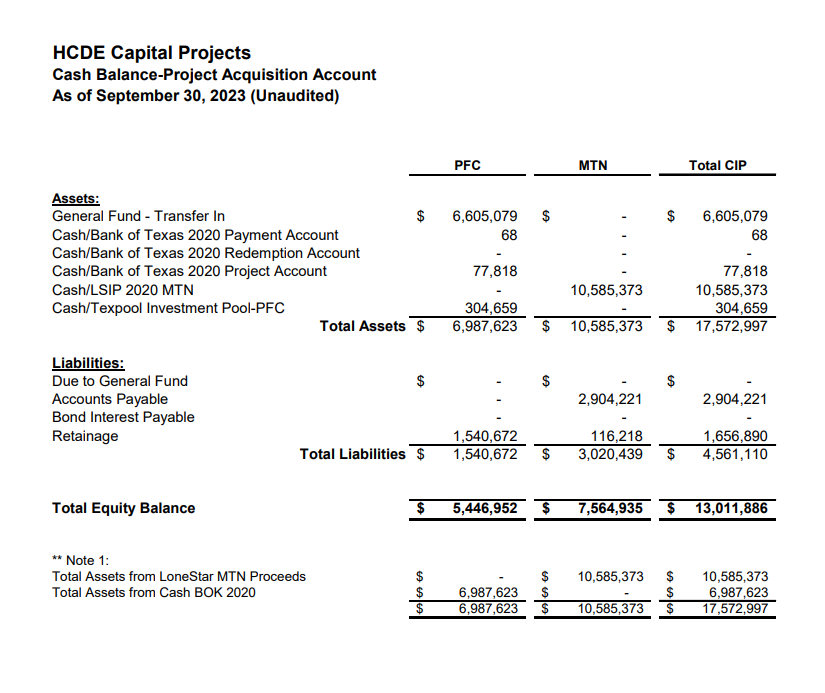 HCDE Capital Projects
Cash Balance-Project Acquisition Account
As of September 30, 2023 (Unaudited)
PFC MTN Total CIP
Assets:
General Fund - Transfer In $ 6,605,079 $ - $ 6,605,079
Cash/Bank of Texas 2020 Payment Account 68 - 68
Cash/Bank of Texas 2020 Redemption Account - - -
Cash/Bank of Texas 2020 Project Account 77,818 - 77,818
Cash/LSIP 2020 MTN - 10,585,373 10,585,373
Cash/Texpool Investment Pool-PFC 304,659 - 304,659
Total Assets $ 6,987,623 $ 10,585,373 $ 17,572,997
Liabilities:
Due to General Fund $ - $ - $ -
Accounts Payable - 2,904,221 2,904,221
Bond Interest Payable - - -
Retainage 1,540,672 116,218 1,656,890
Total Liabilities $ 1,540,672 $ 3,020,439 $ 4,561,110
Total Equity Balance $ 5,446,952 $ 7,564,935 $ 13,011,886
** Note 1:
Total Assets from LoneStar MTN Proceeds $ - $ 10,585,373 $ 10,585,373
Total Assets from Cash BOK 2020 $ 6,987,623 $ - $ 6,987,623
$ 6,987,623 $ 10,585,373 $ 17,572,997